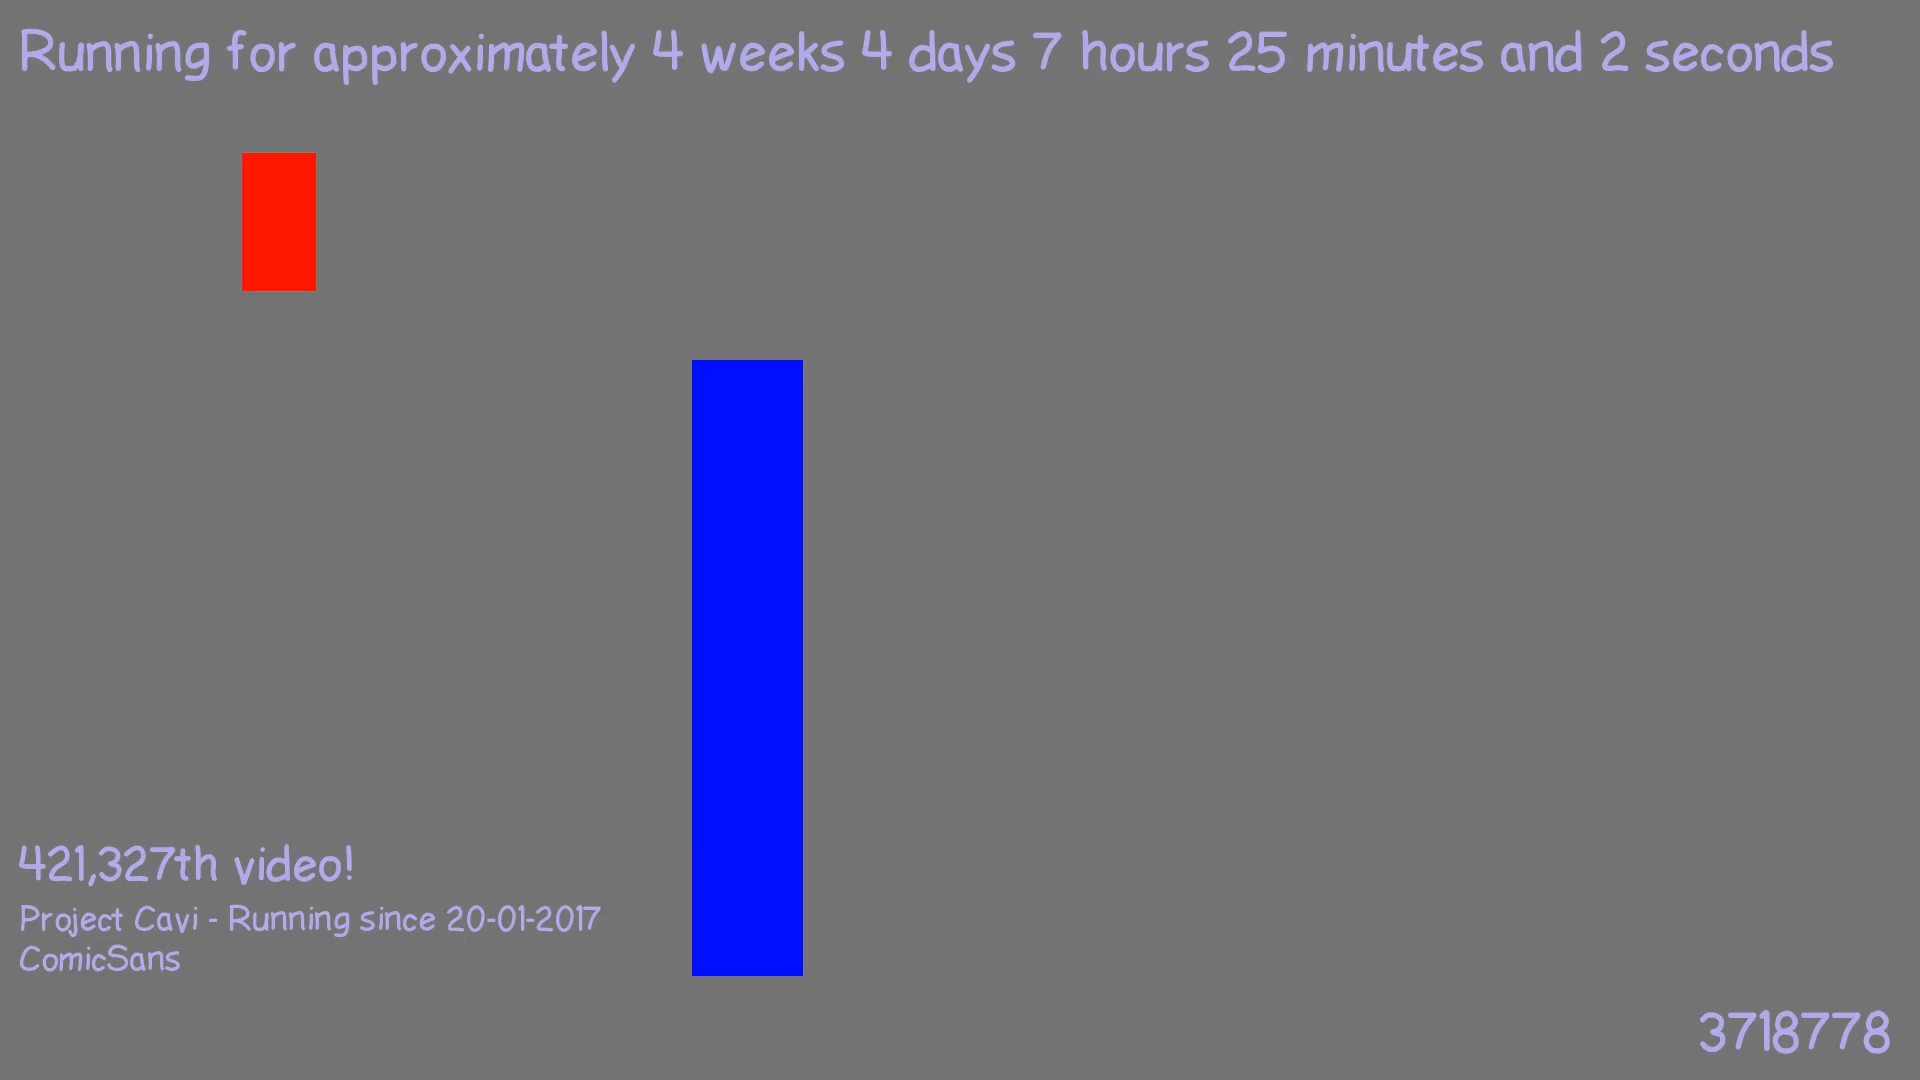 Running for approximately 4 weeks 4 days 7 hours 25 minutes and 2 seconds
421,327th video!
Project Cavi - Running since 20-01-2017
ComicSans
3718778